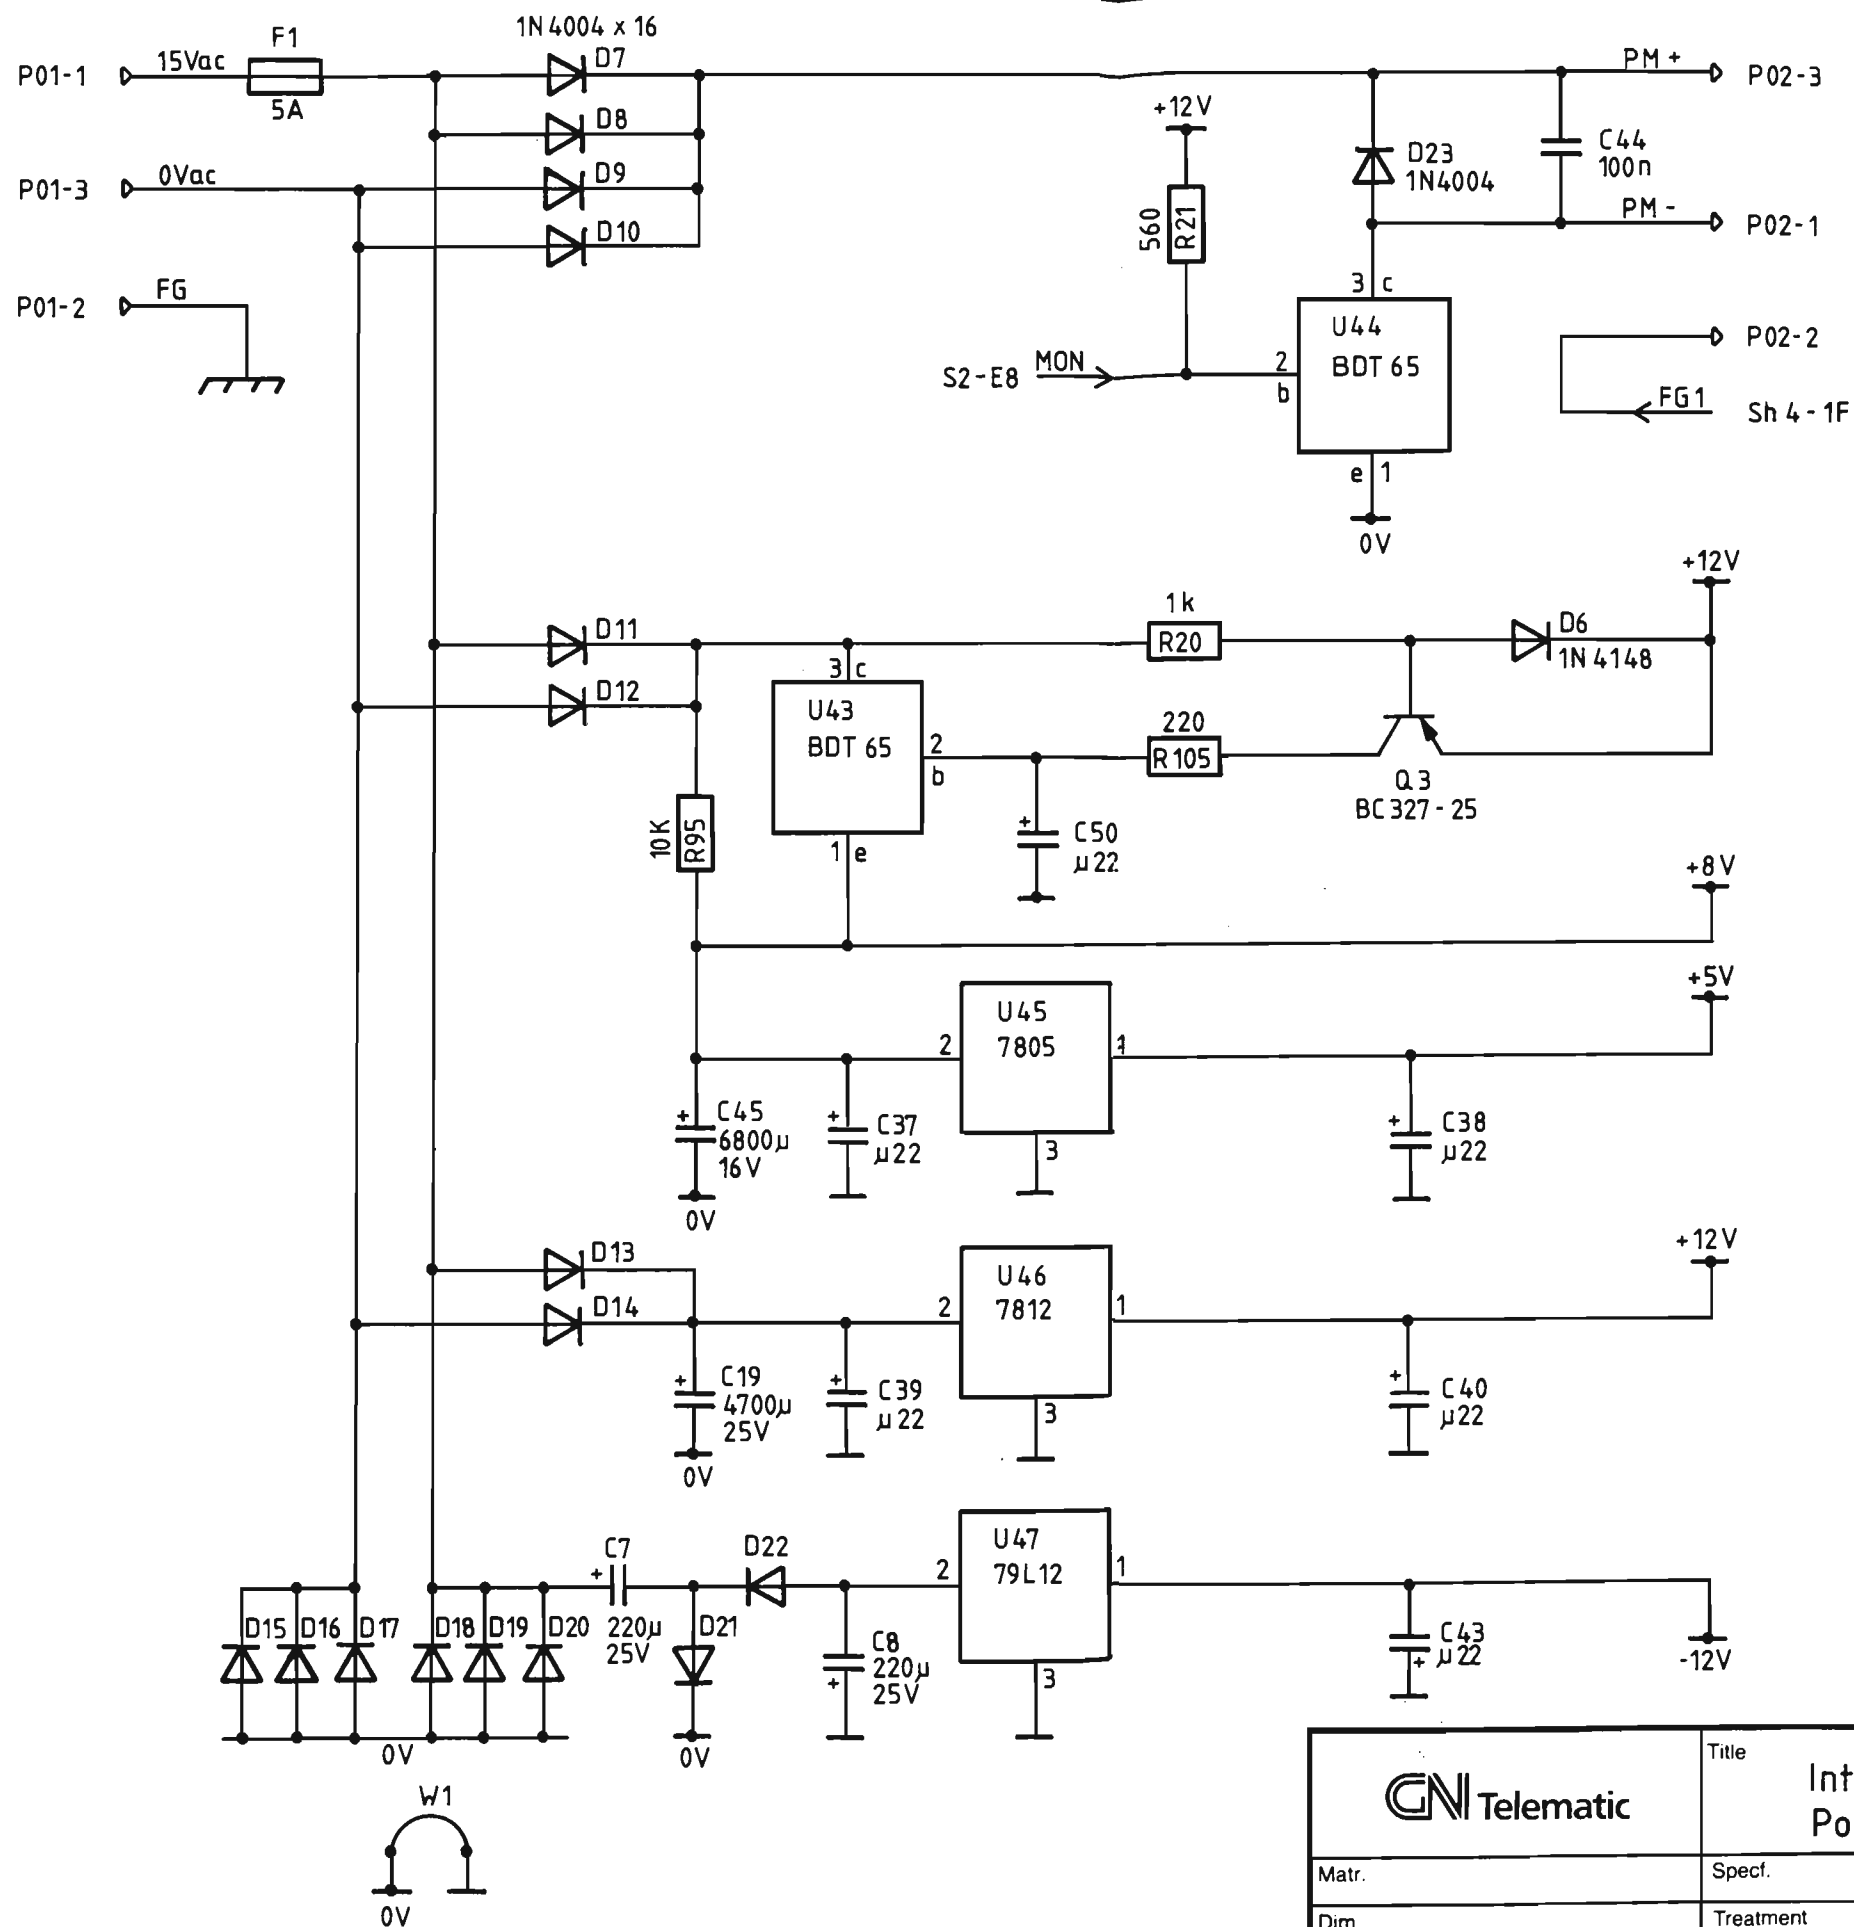 1N4004 x 16
P01-1
15Vac
F1
5A
D7
D8
D9
D10
PM +
P02-3
+12V
560
R21
D23
1N4004
C44
100n
P01-3
0Vac
PM -
P02-1
P01-2
FG
3 c
U44
BDT 65
2
b
e 1
0V
S2-E8
MON
P02-2
FG1
Sh 4 - 1F
+12V
D11
D12
1k
R20
D6
1N 4148
3 c
U43
BDT 65
2
b
1 e
220
R 105
Q3
BC327 - 25
10K
R95
C50
µ22
+
+8V
+5V
U45
7805
2
1
3
+
C45
6800µ
16V
0V
+
C37
µ22
+
C38
µ22
D13
D14
+12V
U46
7812
2
1
3
+
C19
4700µ
25V
0V
+
C39
µ22
+
C40
µ22
C7
+
220µ
25V
D22
U47
79L12
2
1
3
D15
D16
D17
D18
D19
D20
0V
D21
0V
C8
220µ
25V
+
C43
µ22
+
-12V
W1
0V
GN Telematic
Title
Int
Po
Matr.
Specf.
Dim
Treatment